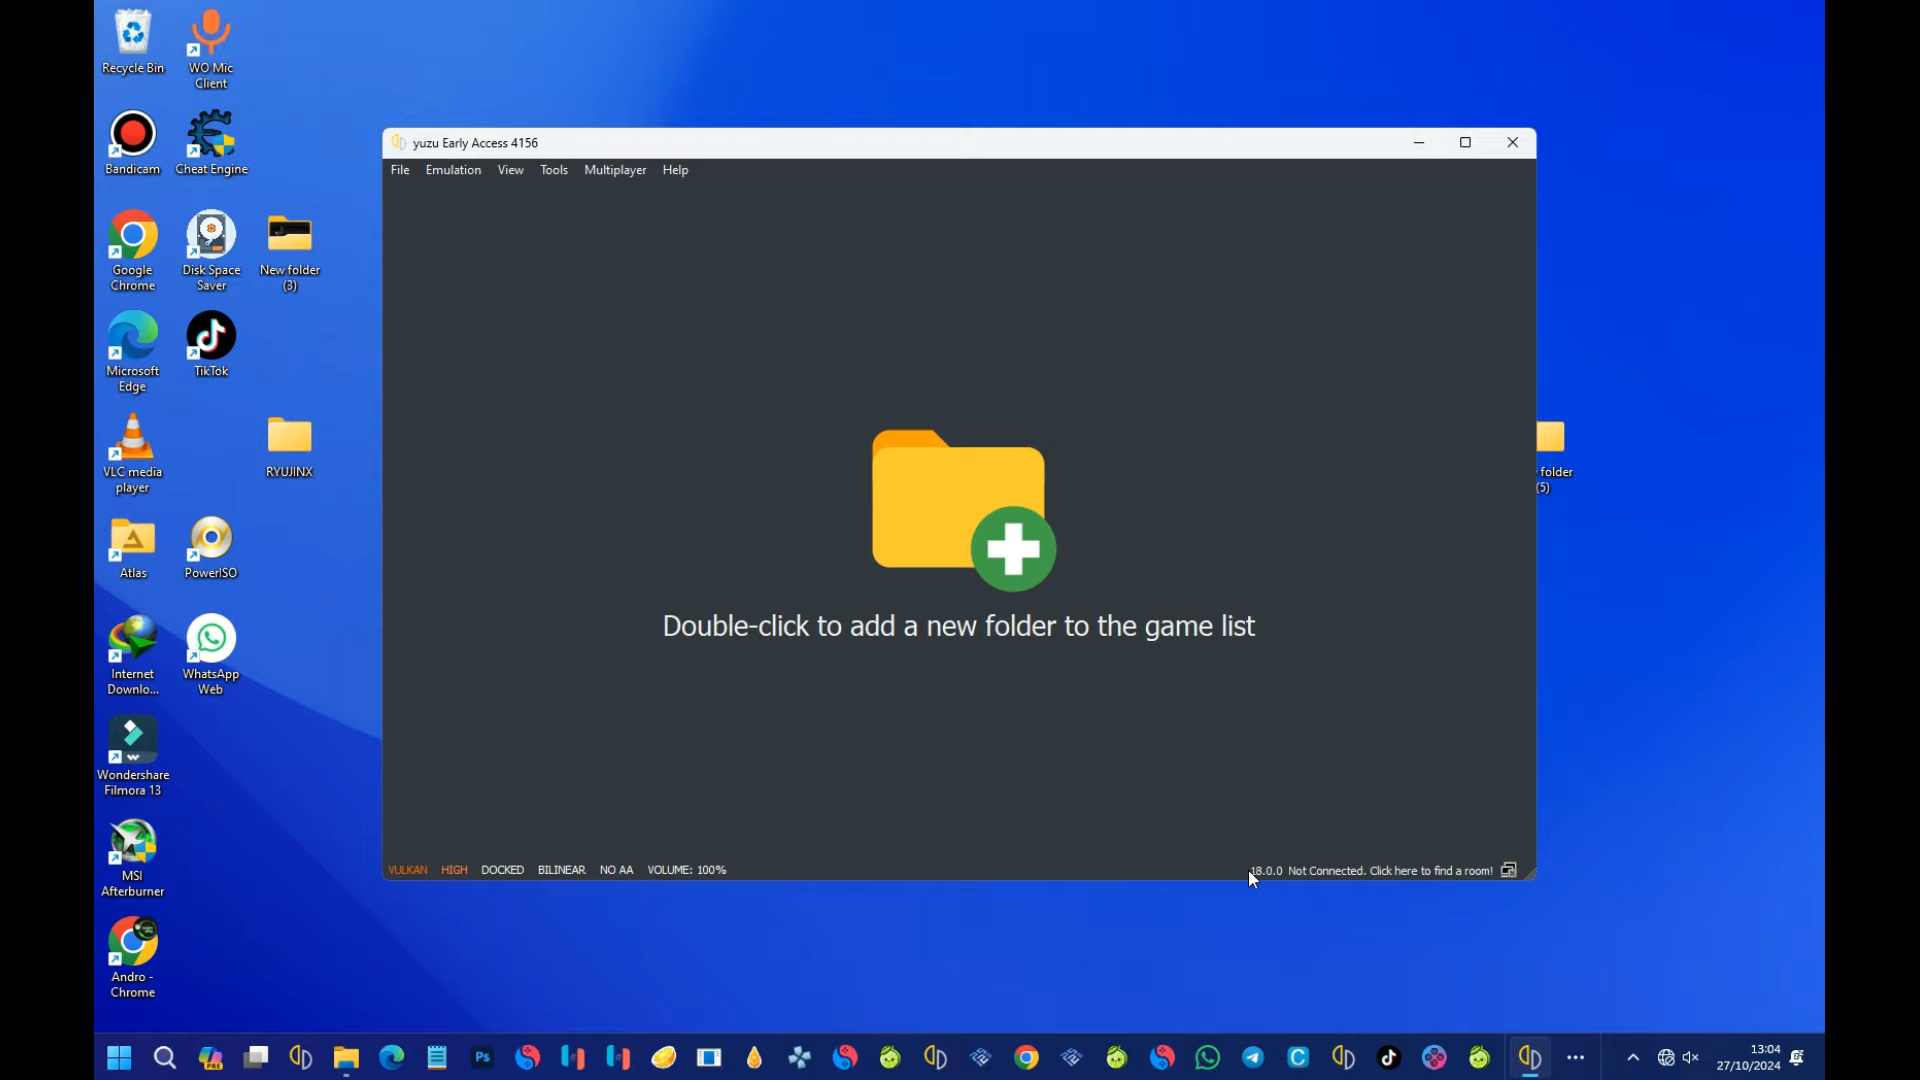 Recycle Bin
WO Mic
Client
Bandicam
Cheat Engine
Google
Chrome
Disk Space
Saver
New folder
(3)
Microsoft
Edge
TikTok
VLC media
player
RYUJINX
Atlas
PowerISO
Internet
Downlo...
WhatsApp
Web
Wondershare
Filmora 13
MSI
Afterburner
Andro -
Chrome
yuzu Early Access 4156
File Emulation View Tools Multiplayer Help
Double-click to add a new folder to the game list
VULKAN HIGH DOCKED BILINEAR NO AA VOLUME: 100%
18.0.0 Not Connected. Click here to find a room!
folder
(5)
PRE
Ps
C
13:04
27/10/2024